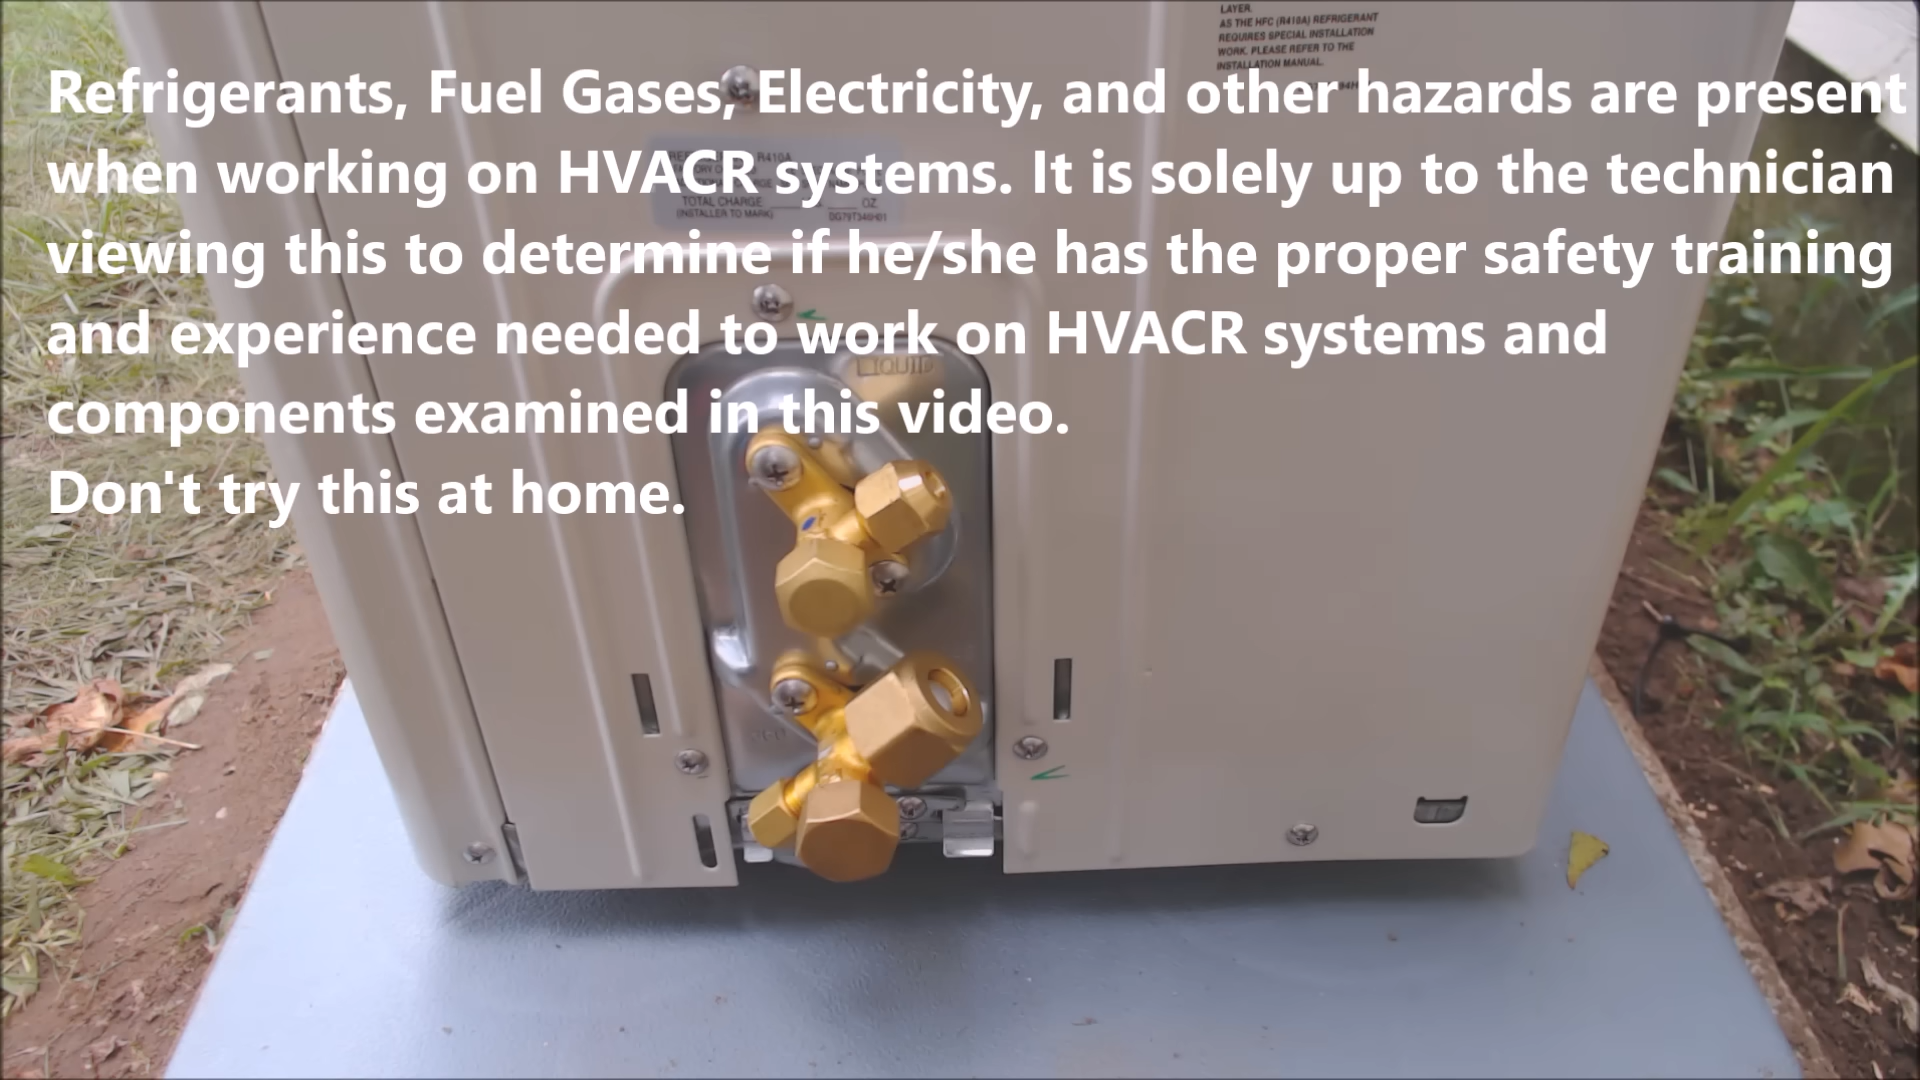 LAYER.
AS THE HFC (R410A) REFRIGERANT
REQUIRES SPECIAL INSTALLATION
WORK. PLEASE REFER TO THE
INSTALLATION MANUAL.
Refrigerants, Fuel Gases, Electricity, and other hazards are present
when working on HVACR systems. It is solely up to the technician
viewing this to determine if he/she has the proper safety training
and experience needed to work on HVACR systems and
components examined in this video.
Don't try this at home.
R410A
TOTAL CHARGE OZ
(INSTALLER TO MARK)
LIQUID